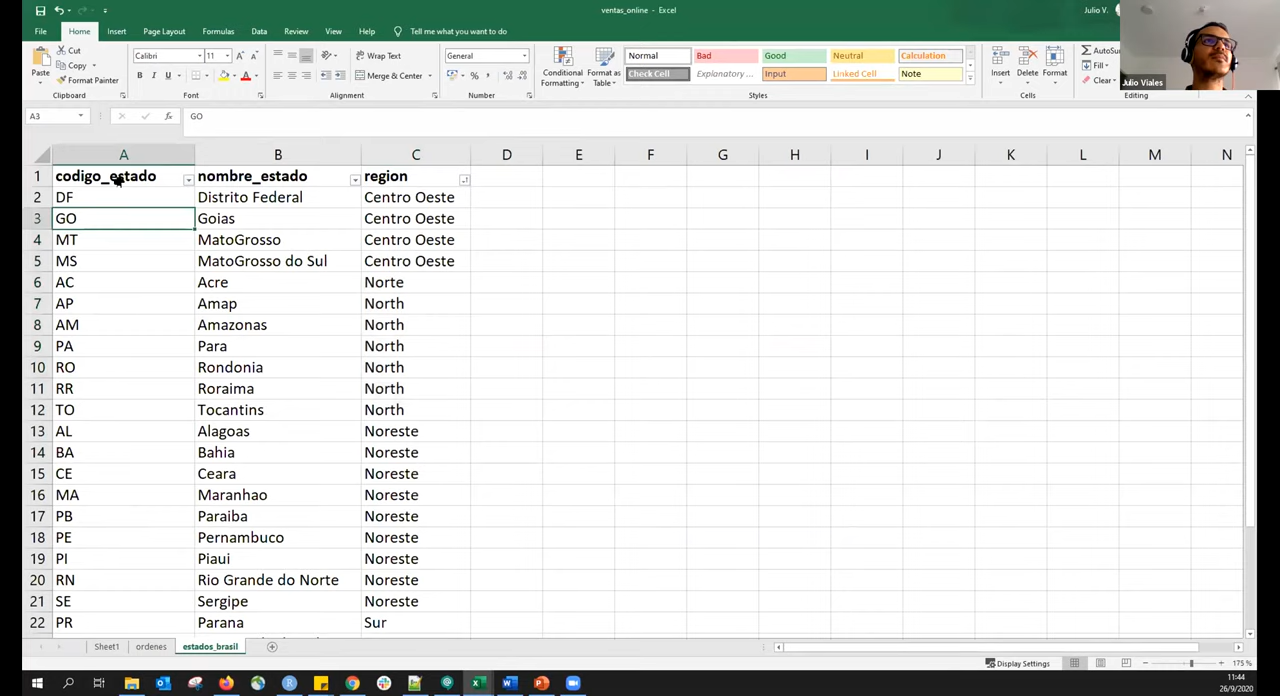 ventas_online - Excel
Julio V.
File Home Insert Page Layout Formulas Data Review View Help Tell me what you want to do
Paste Cut Copy Format Painter Clipboard
Calibri 11 A A B I U A Font
Wrap Text Merge & Center Alignment
General % , Number
Conditional Formatting Format as Table
Normal Bad Good Neutral Calculation
Check Cell Explanatory ... Input Linked Cell Note
Styles
Insert Delete Format Cells
AutoSu
Fill
Clear
Editing
Julio Viales
A3 fx GO
A B C D E F G H I J K L M N
1 codigo_estado nombre_estado region
2 DF Distrito Federal Centro Oeste
3 GO Goias Centro Oeste
4 MT MatoGrosso Centro Oeste
5 MS MatoGrosso do Sul Centro Oeste
6 AC Acre Norte
7 AP Amap North
8 AM Amazonas North
9 PA Para North
10 RO Rondonia North
11 RR Roraima North
12 TO Tocantins North
13 AL Alagoas Noreste
14 BA Bahia Noreste
15 CE Ceara Noreste
16 MA Maranhao Noreste
17 PB Paraiba Noreste
18 PE Pernambuco Noreste
19 PI Piaui Noreste
20 RN Rio Grande do Norte Noreste
21 SE Sergipe Noreste
22 PR Parana Sur
Sheet1 ordenes estados_brasil
Display Settings 175 %
11:44
26/9/2020